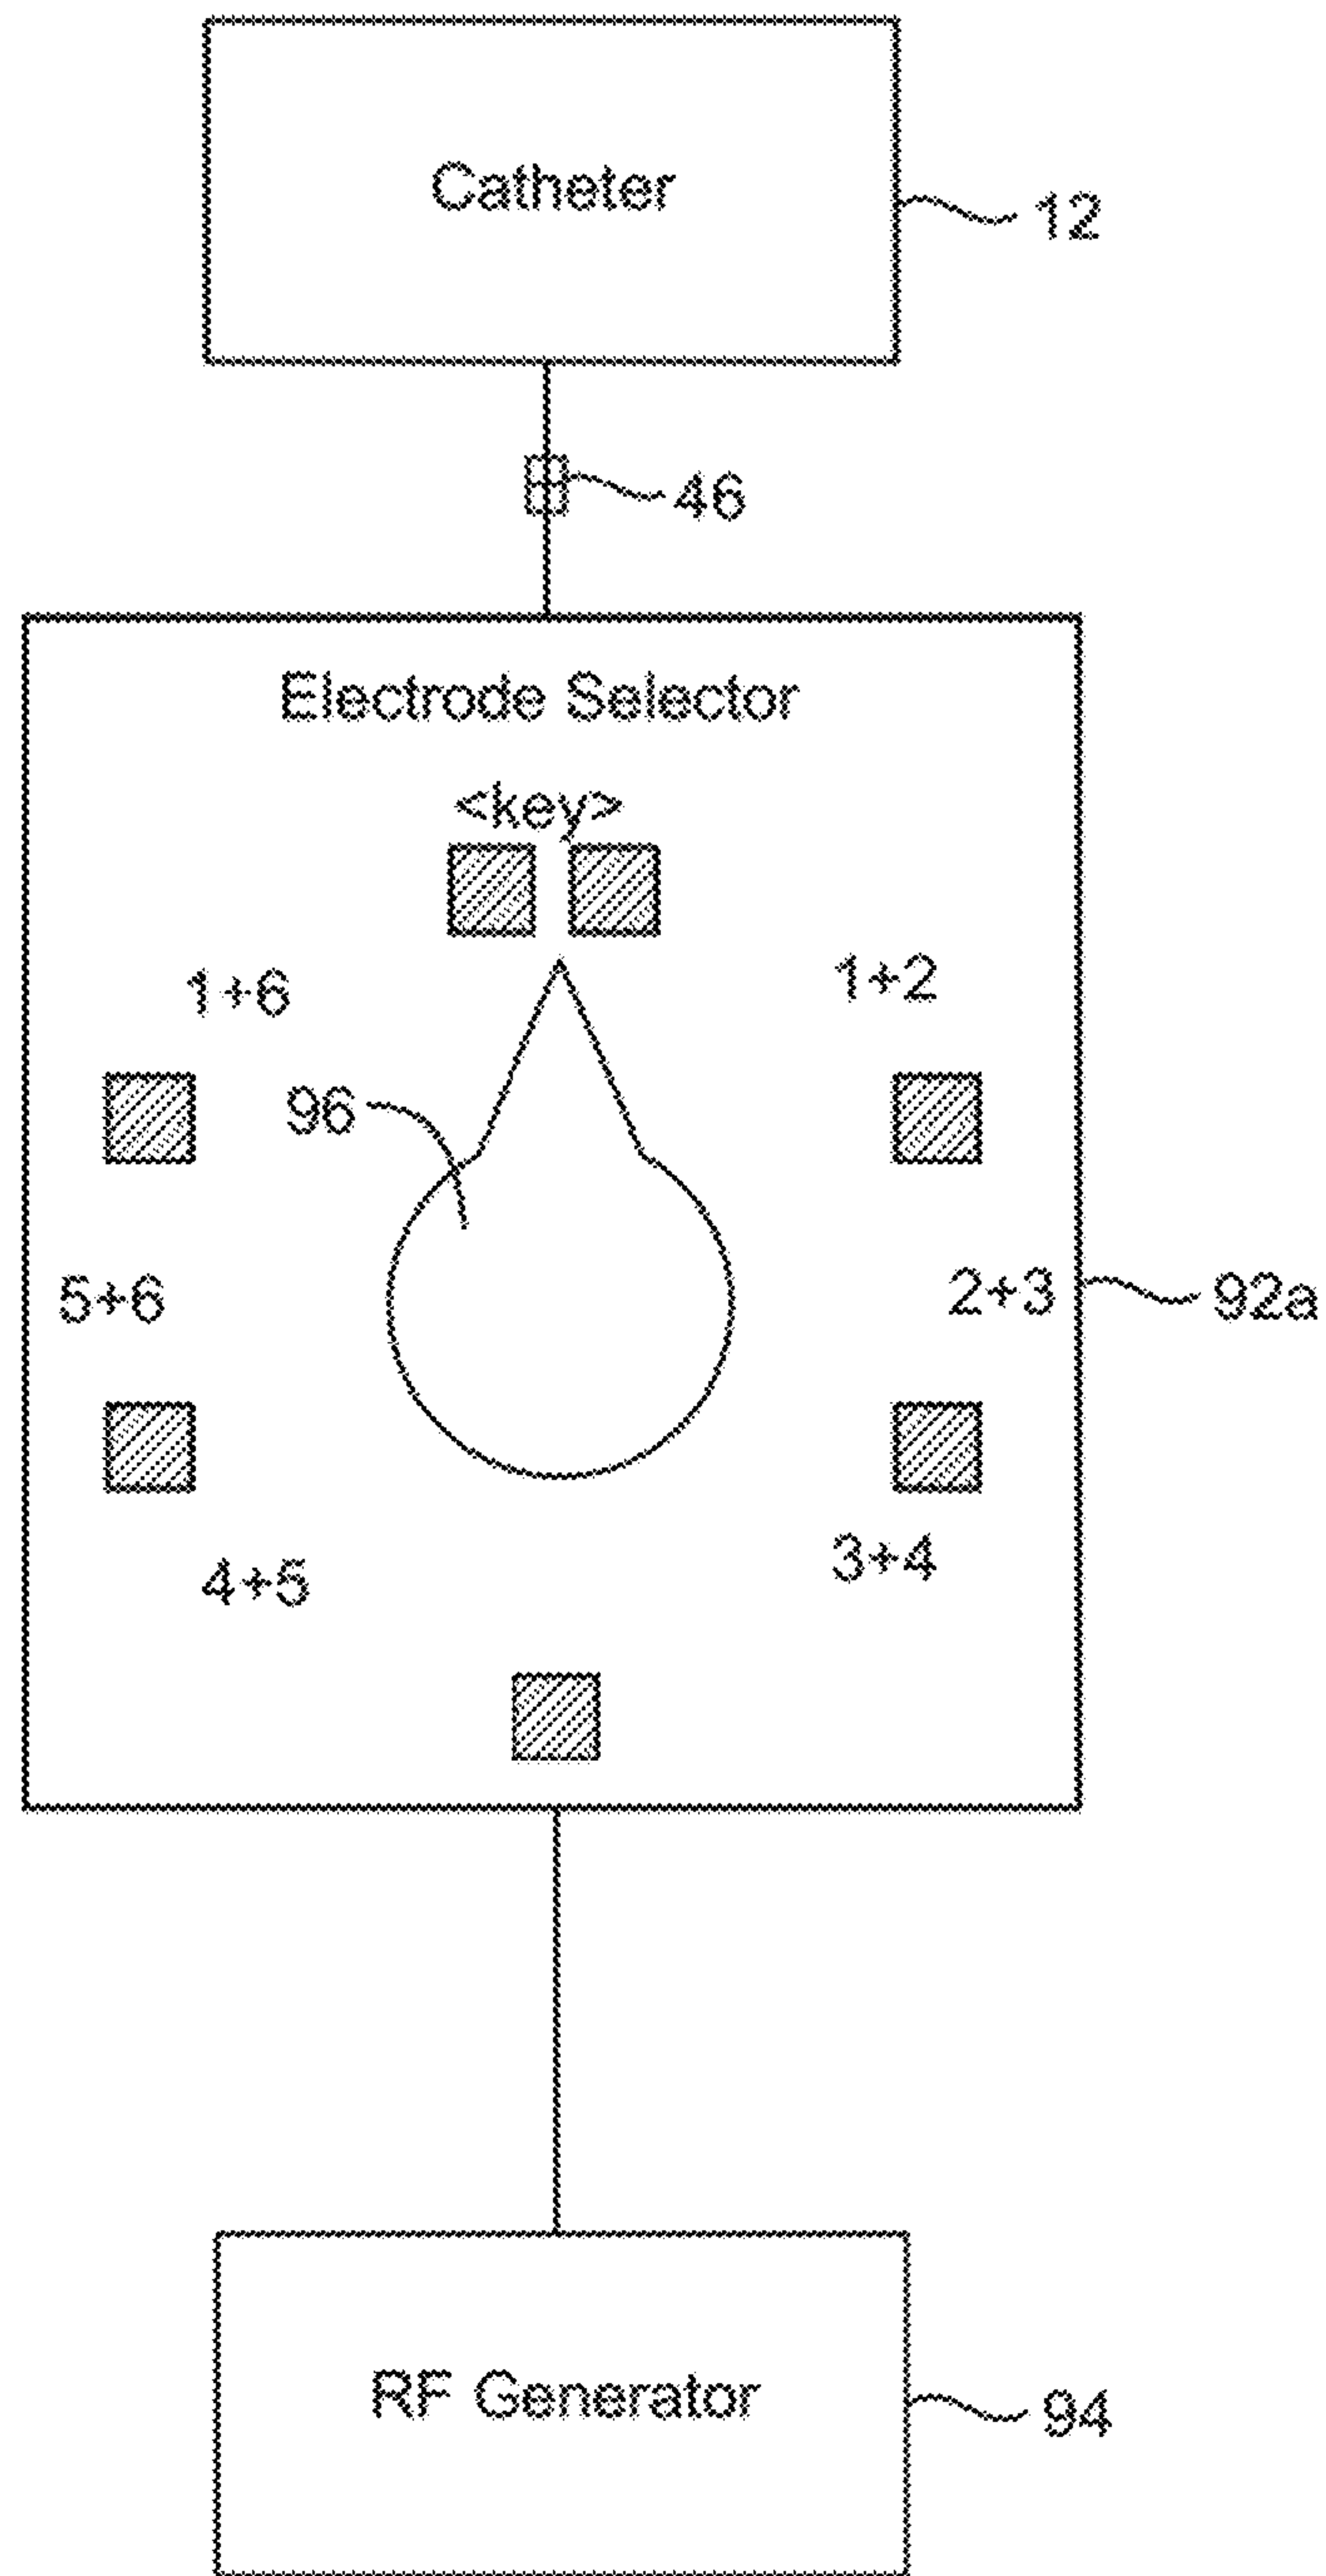 Catheter
12
46
Electrode Selector
<key>
1+6
1+2
96
5+6
2+3
92a
4+5
3+4
RF Generator
94